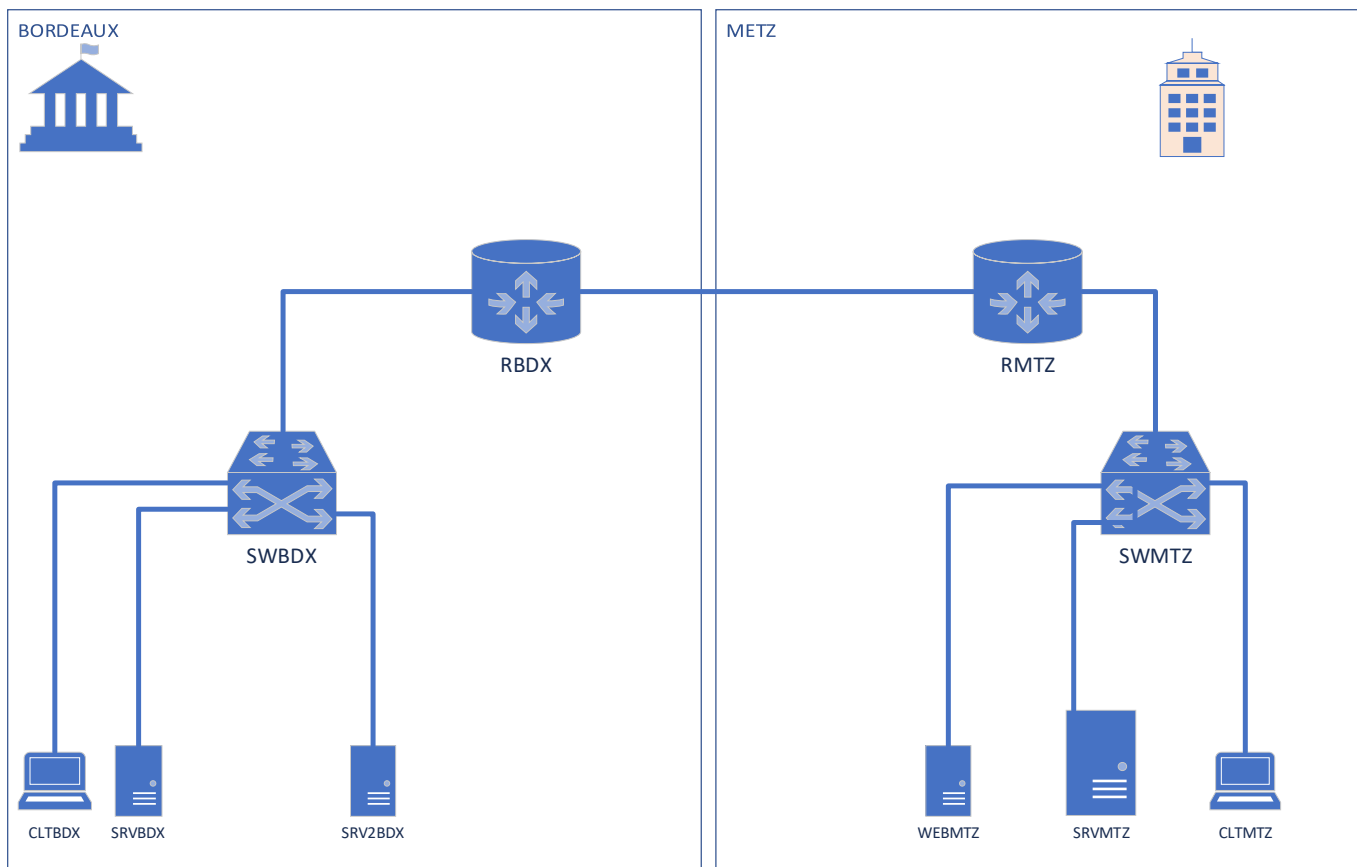 BORDEAUX
METZ
RBDX
RMTZ
SWBDX
SWMTZ
CLTBDX
SRVBDX
SRV2BDX
WEBMTZ
SRVMTZ
CLTMTZ